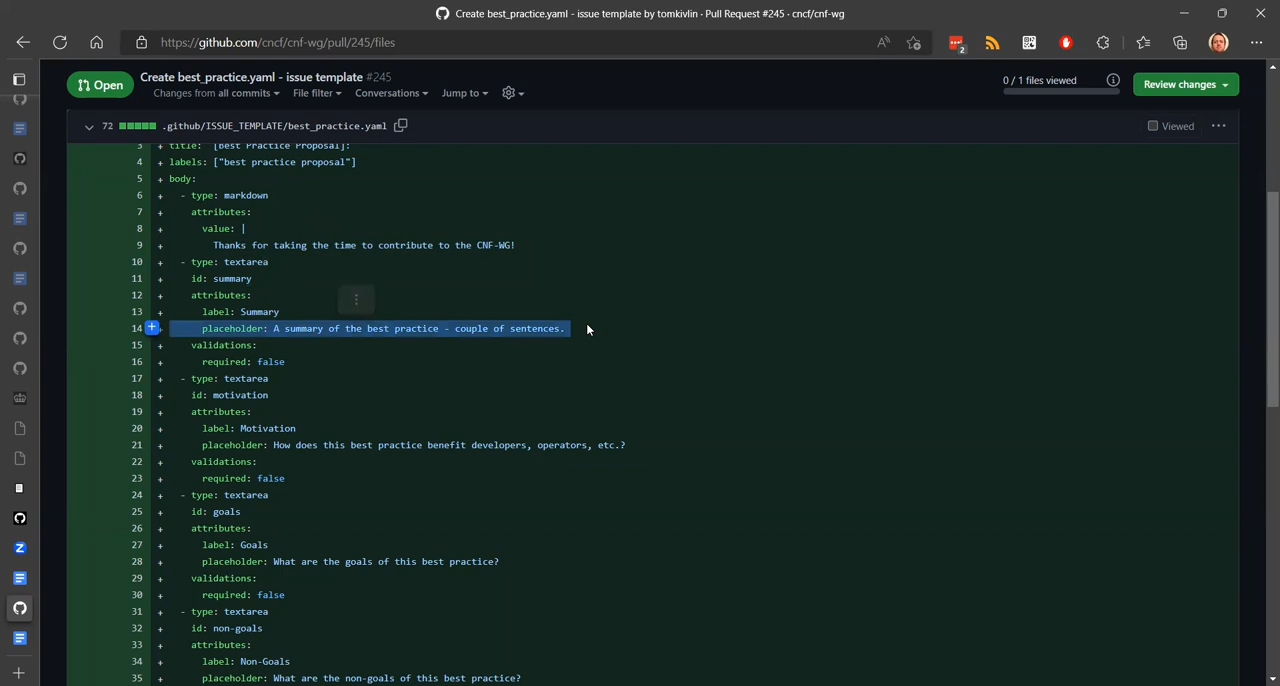 Create best_practice.yaml - issue template by tomkivlin · Pull Request #245 · cncf/cnf-wg
https://github.com/cncf/cnf-wg/pull/245/files
2
Open
Create best_practice.yaml - issue template #245
Changes from all commits
File filter
Conversations
Jump to
0 / 1 files viewed
Review changes
72 .github/ISSUE_TEMPLATE/best_practice.yaml
Viewed
3 + title: "[Best Practice Proposal]:
4 + labels: ["best practice proposal"]
5 + body:
6 + - type: markdown
7 + attributes:
8 + value: |
9 + Thanks for taking the time to contribute to the CNF-WG!
10 + - type: textarea
11 + id: summary
12 + attributes:
13 + label: Summary
14 + placeholder: A summary of the best practice - couple of sentences.
15 + validations:
16 + required: false
17 + - type: textarea
18 + id: motivation
19 + attributes:
20 + label: Motivation
21 + placeholder: How does this best practice benefit developers, operators, etc.?
22 + validations:
23 + required: false
24 + - type: textarea
25 + id: goals
26 + attributes:
27 + label: Goals
28 + placeholder: What are the goals of this best practice?
29 + validations:
30 + required: false
31 + - type: textarea
32 + id: non-goals
33 + attributes:
34 + label: Non-Goals
35 + placeholder: What are the non-goals of this best practice?